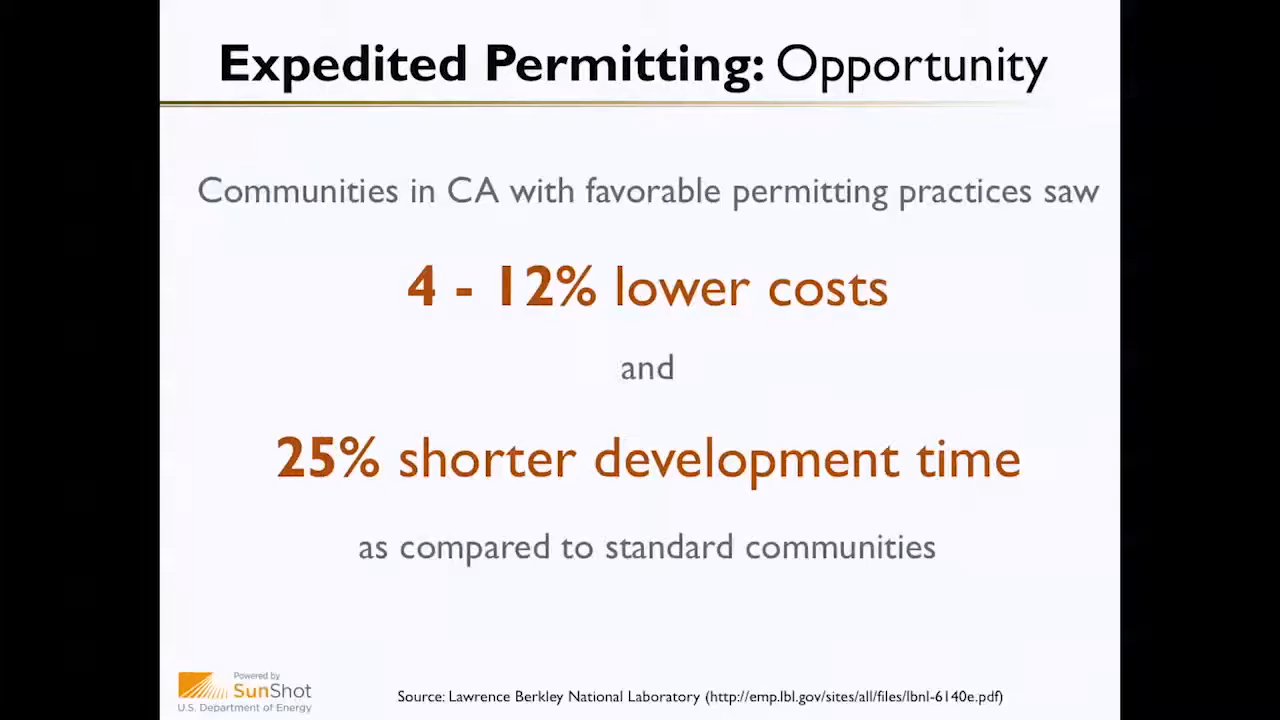 Expedited Permitting: Opportunity
Communities in CA with favorable permitting practices saw
4 - 12% lower costs
and
25% shorter development time
as compared to standard communities
Powered by
SunShot
U.S. Department of Energy
Source: Lawrence Berkley National Laboratory (http://emp.lbl.gov/sites/all/files/lbnl-6140e.pdf)